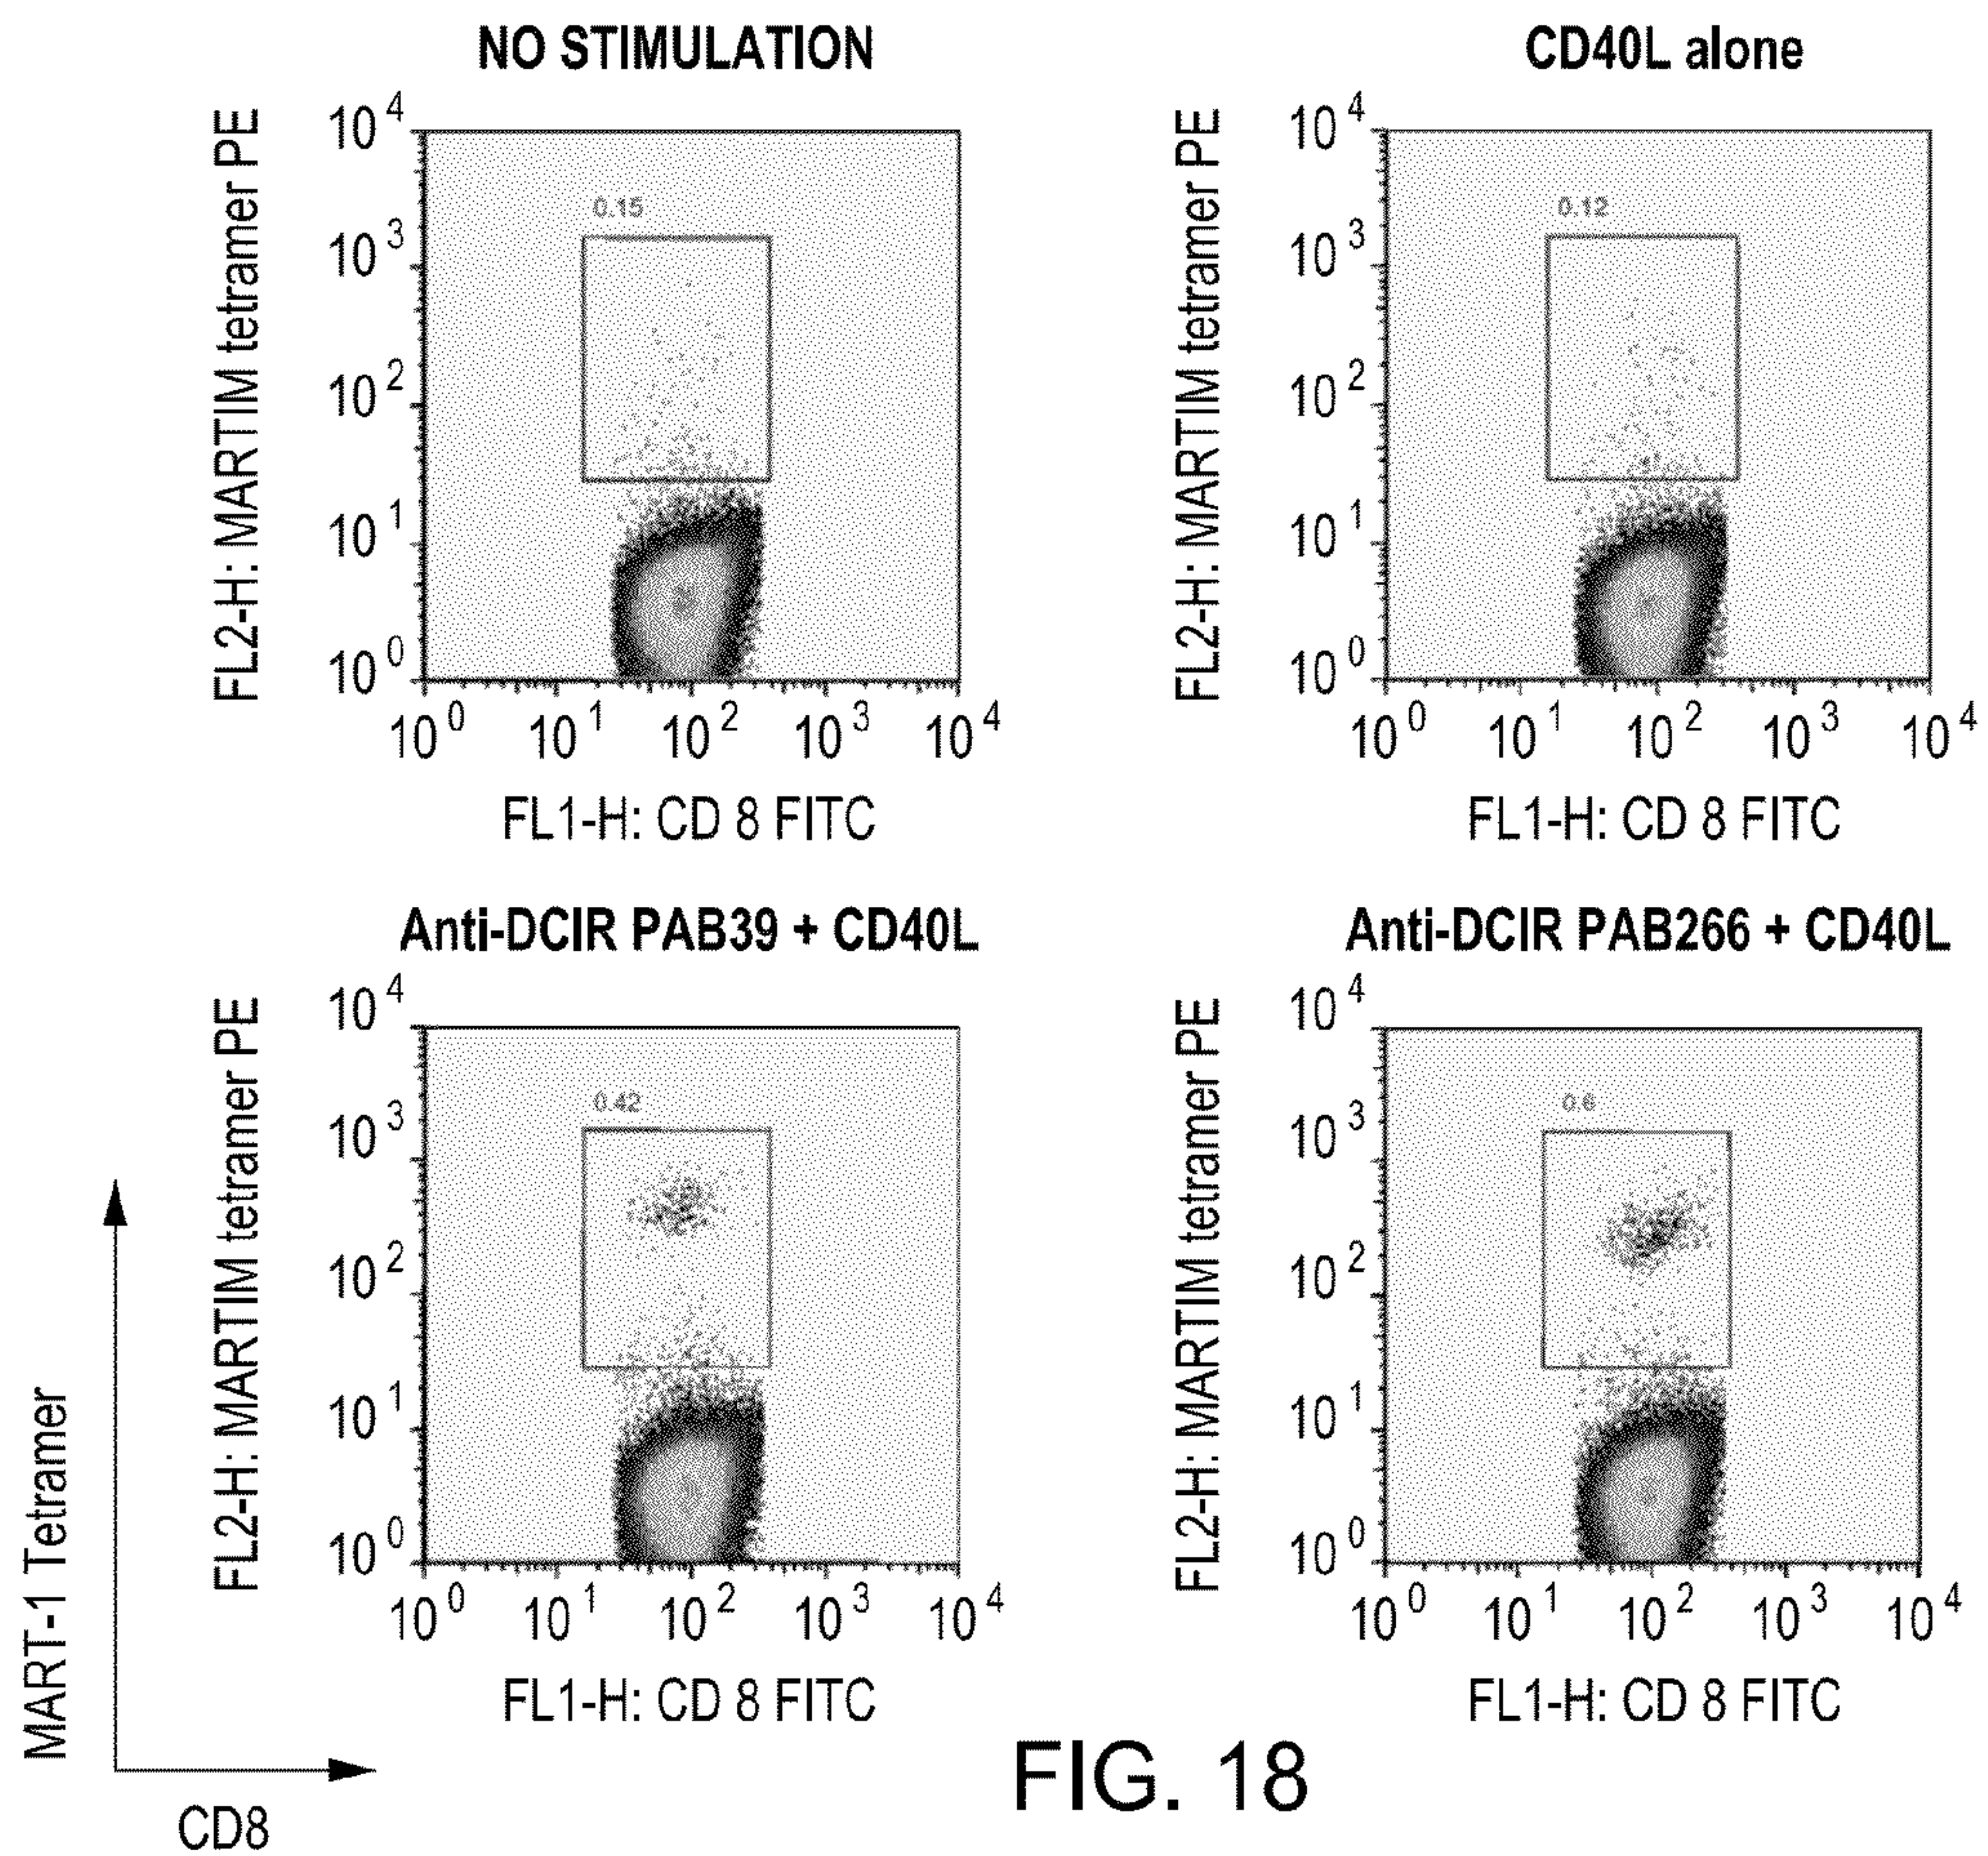 NO STIMULATION
FL2-H: MARTIM tetramer PE
10 4
10 3
10 2
10 1
10 0
0.15
10 0 10 1 10 2 10 3 10 4
FL1-H: CD 8 FITC
CD40L alone
FL2-H: MARTIM tetramer PE
10 4
10 3
10 2
10 1
10 0
0.12
10 0 10 1 10 2 10 3 10 4
FL1-H: CD 8 FITC
Anti-DCIR PAB39 + CD40L
FL2-H: MARTIM tetramer PE
10 4
10 3
10 2
10 1
10 0
0.42
10 0 10 1 10 2 10 3 10 4
FL1-H: CD 8 FITC
Anti-DCIR PAB266 + CD40L
FL2-H: MARTIM tetramer PE
10 4
10 3
10 2
10 1
10 0
0.6
10 0 10 1 10 2 10 3 10 4
FL1-H: CD 8 FITC
MART-1 Tetramer
CD8
FIG. 18